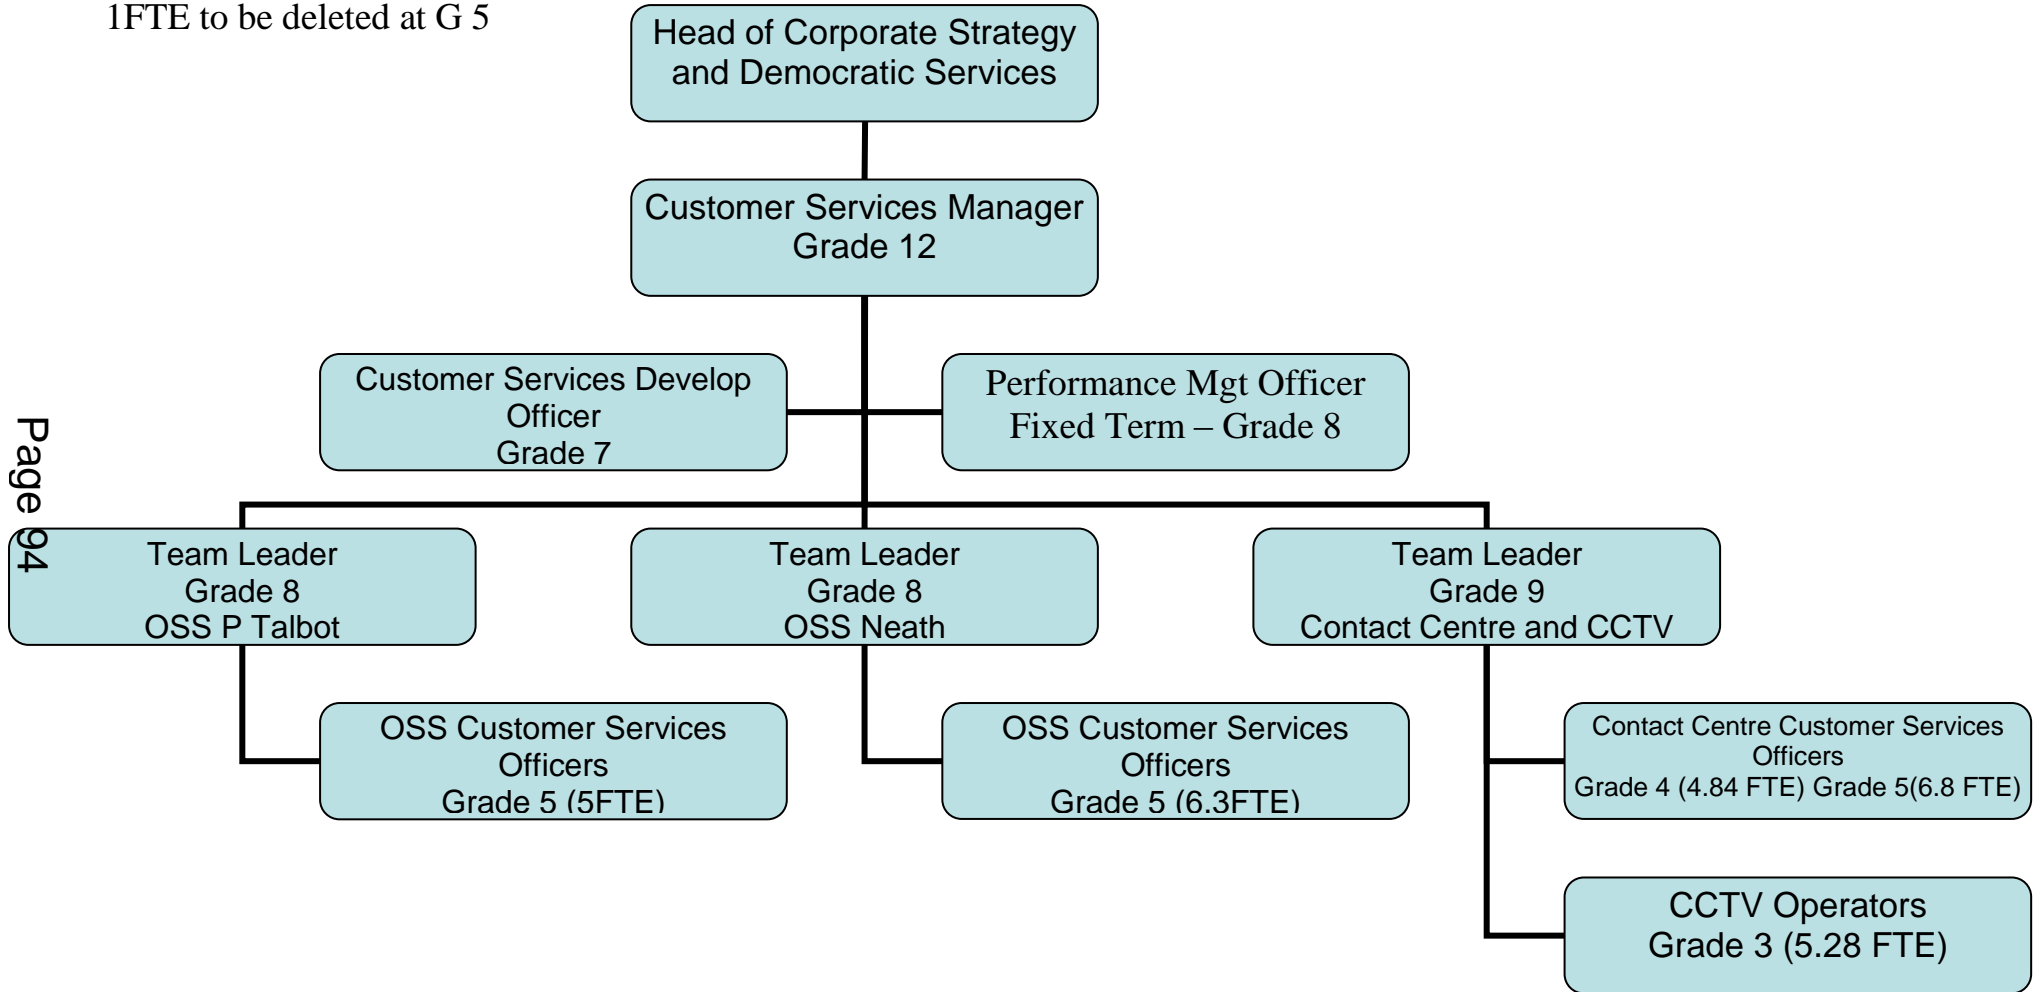 1FTE to be deleted at G 5
Head of Corporate Strategy
and Democratic Services
Customer Services Manager
Grade 12
Customer Services Develop
Officer
Grade 7
Performance Mgt Officer
Fixed Term – Grade 8
Page 94
Team Leader
Grade 8
OSS P Talbot
Team Leader
Grade 8
OSS Neath
Team Leader
Grade 9
Contact Centre and CCTV
OSS Customer Services
Officers
Grade 5 (5FTE)
OSS Customer Services
Officers
Grade 5 (6.3FTE)
Contact Centre Customer Services
Officers
Grade 4 (4.84 FTE) Grade 5(6.8 FTE)
CCTV Operators
Grade 3 (5.28 FTE)